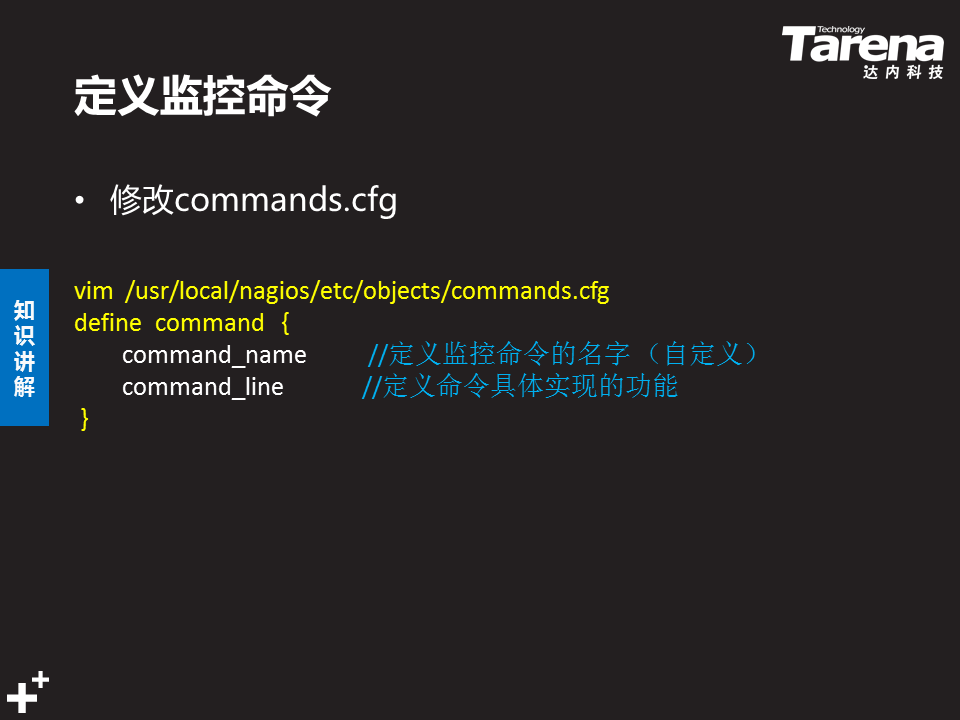 Technology
Tarena
达内科技
定义监控命令
• 修改commands.cfg
知识讲解
vim /usr/local/nagios/etc/objects/commands.cfg
define command {
command_name //定义监控命令的名字（自定义）
command_line //定义命令具体实现的功能
}